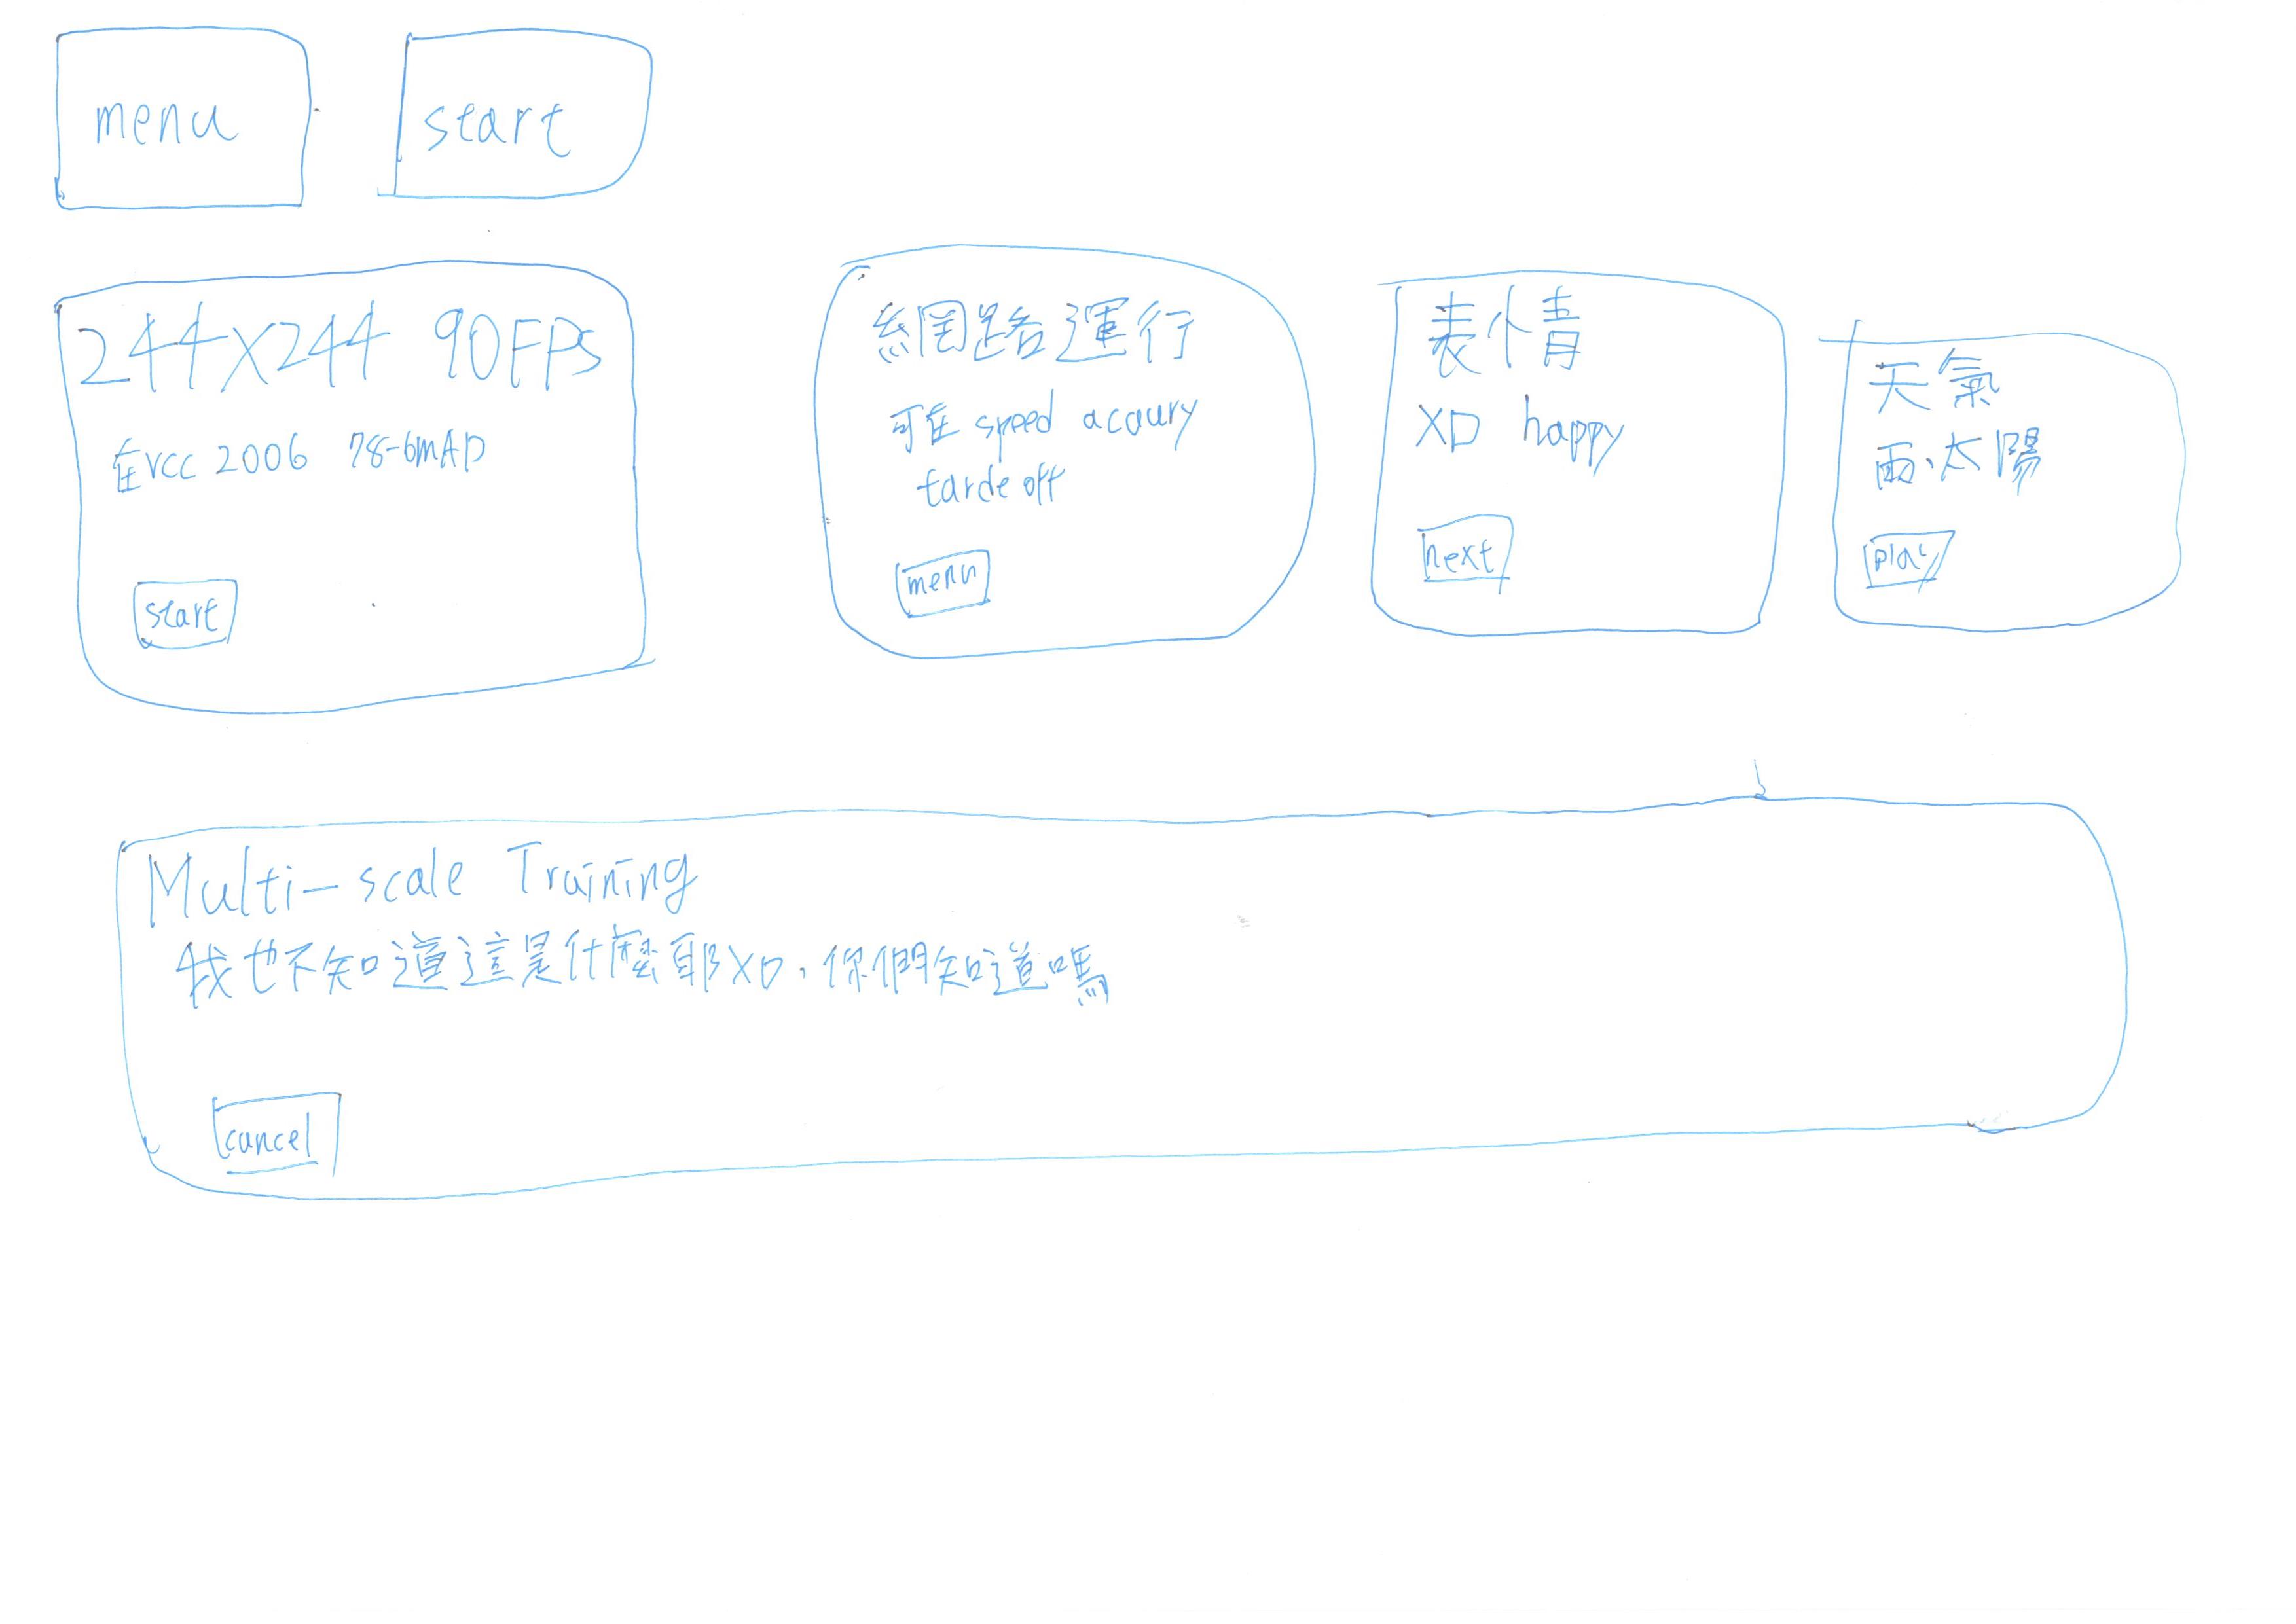 menu
start
244X244 90FPS
在vcc 2006 78-6mAP
start
網路運行
可在 speed acaury
tarde off
menu
表情
XD happy
next
天氣
雨、太陽
play
Multi-scale Training
我也不知道這是什麼耶XD,你們知道嗎
cancel